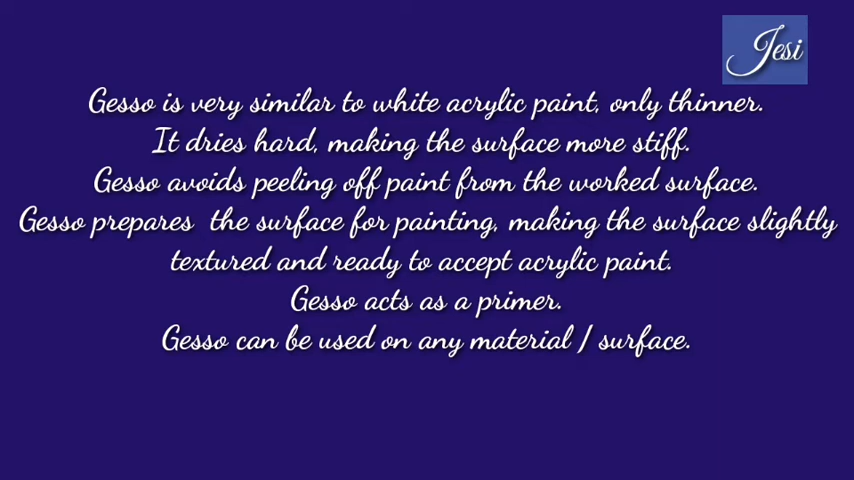 Jesi
Gesso is very similar to white acrylic paint, only thinner.
It dries hard, making the surface more stiff.
Gesso avoids peeling off paint from the worked surface.
Gesso prepares the surface for painting, making the surface slightly
textured and ready to accept acrylic paint.
Gesso acts as a primer.
Gesso can be used on any material / surface.